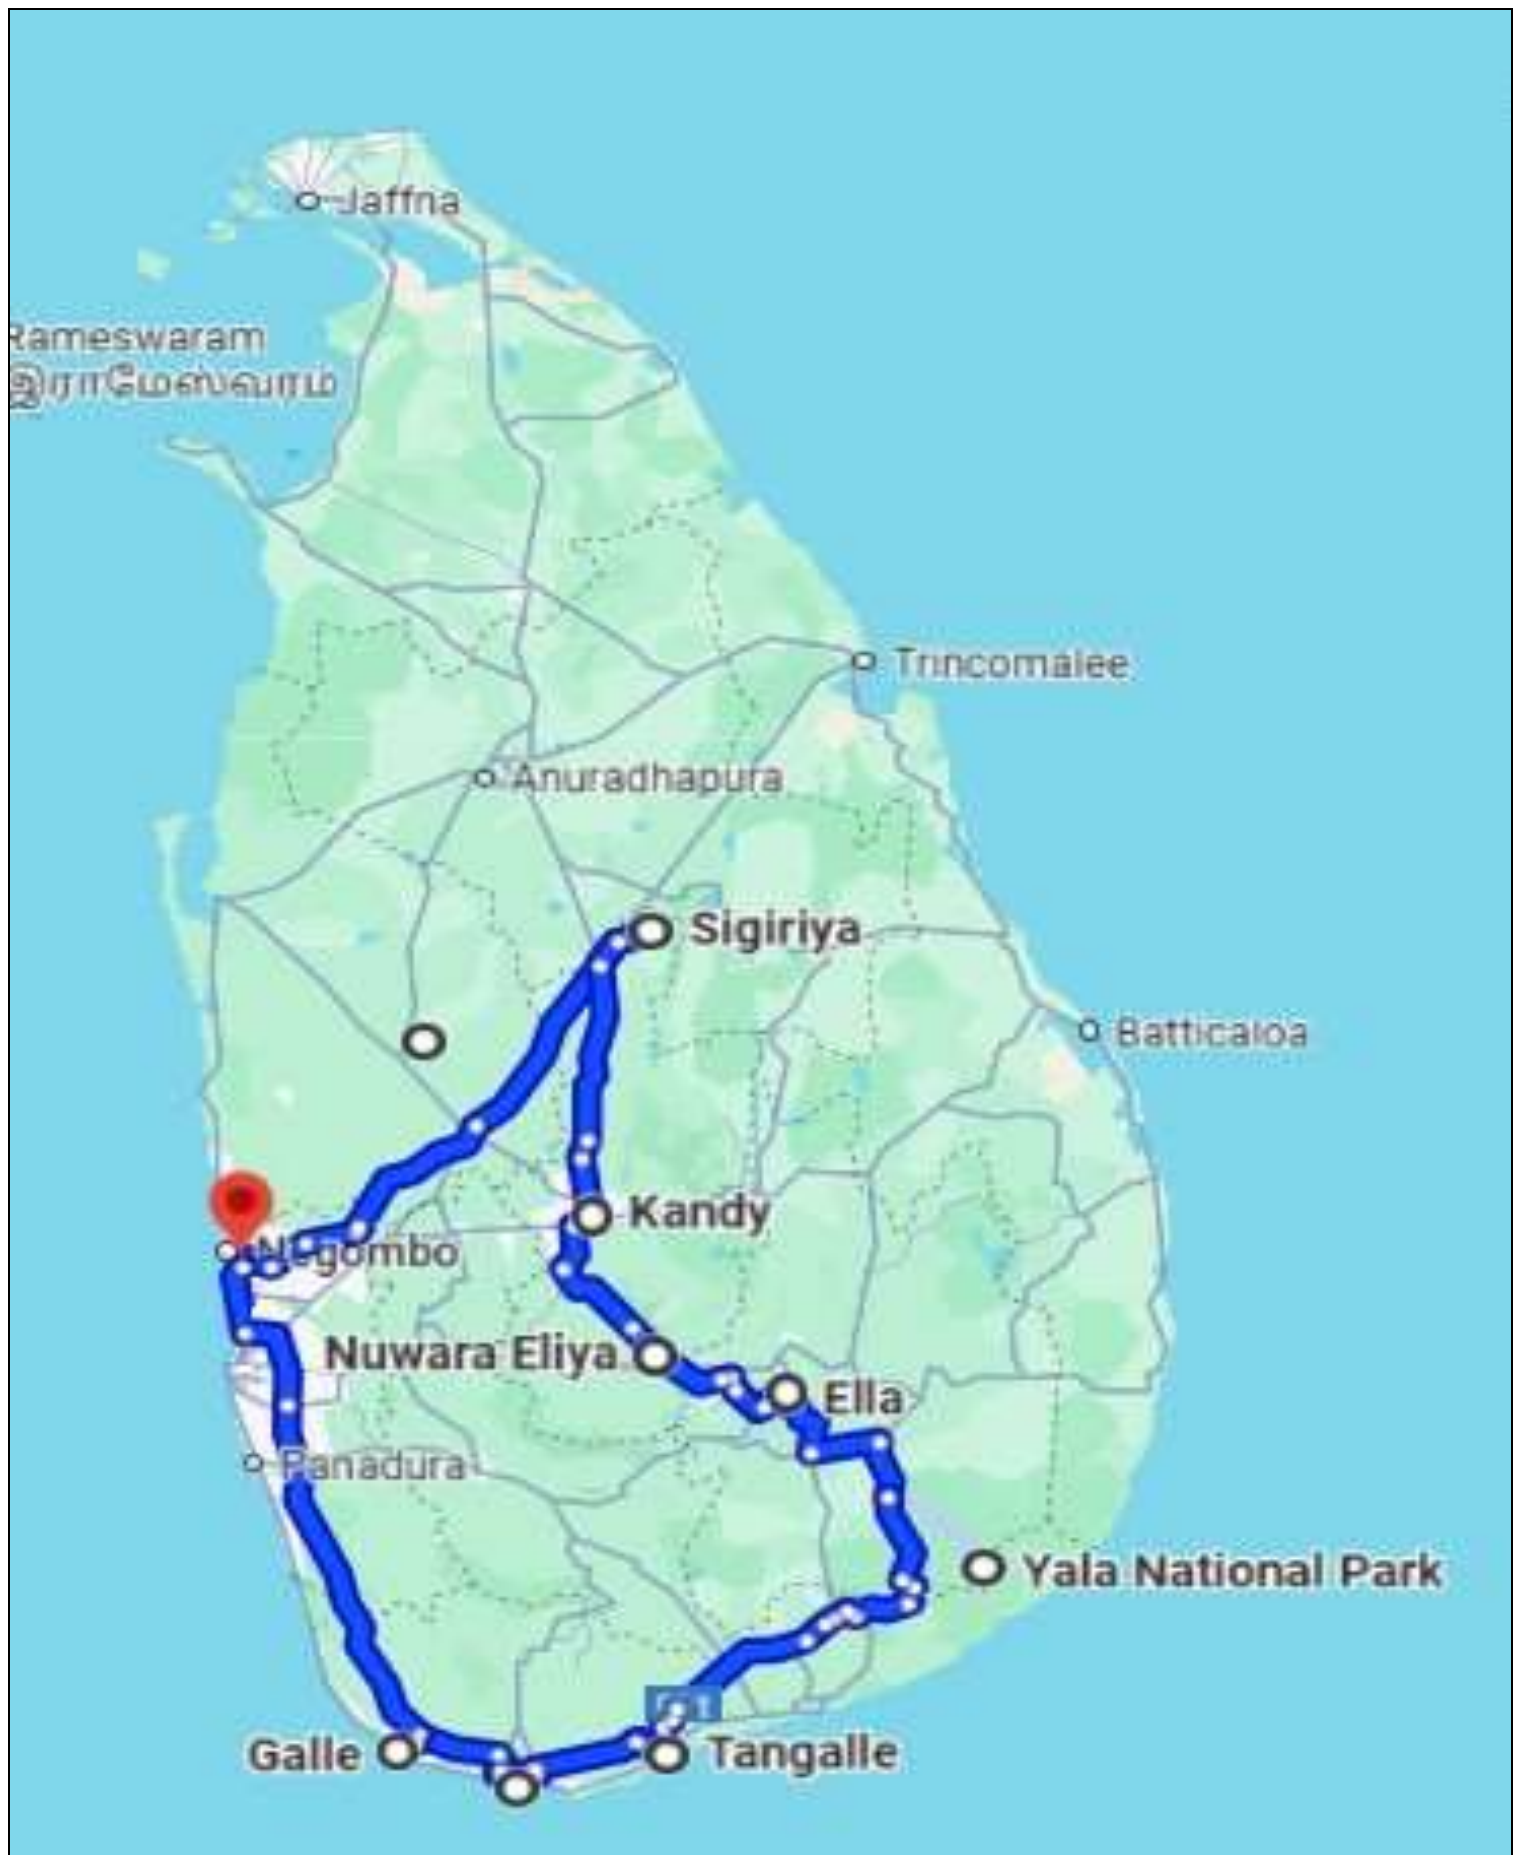 Jaffna
Rameswaram
இராமேஸ்வரம்
Trincomalee
Anuradhapura
Sigiriya
Batticaloa
Kandy
Negombo
Nuwara Eliya
Ella
Panadura
Yala National Park
Galle
Tangalle